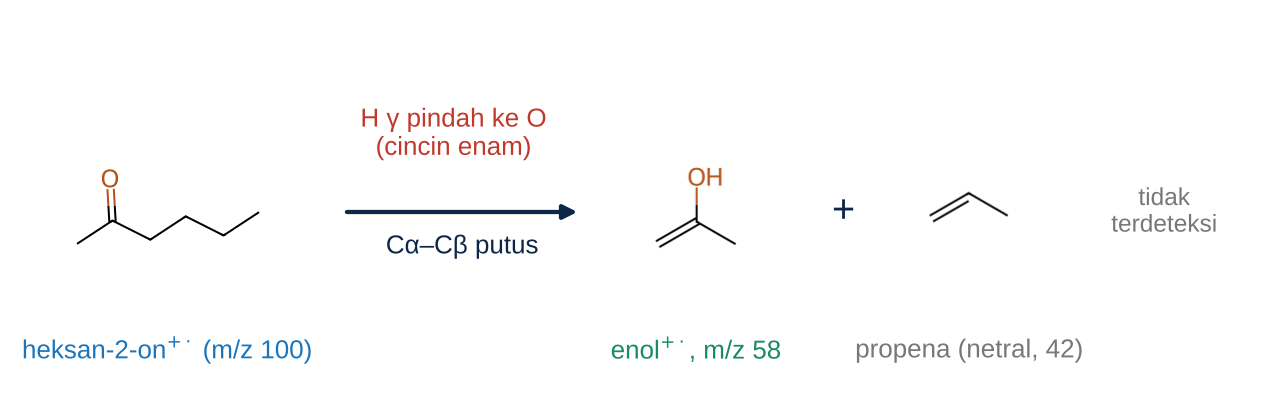 H γ pindah ke O
(cincin enam)
O
Cα–Cβ putus
OH
+
tidak
terdeteksi
heksan-2-on⁺˙ (m/z 100)
enol⁺˙, m/z 58
propena (netral, 42)